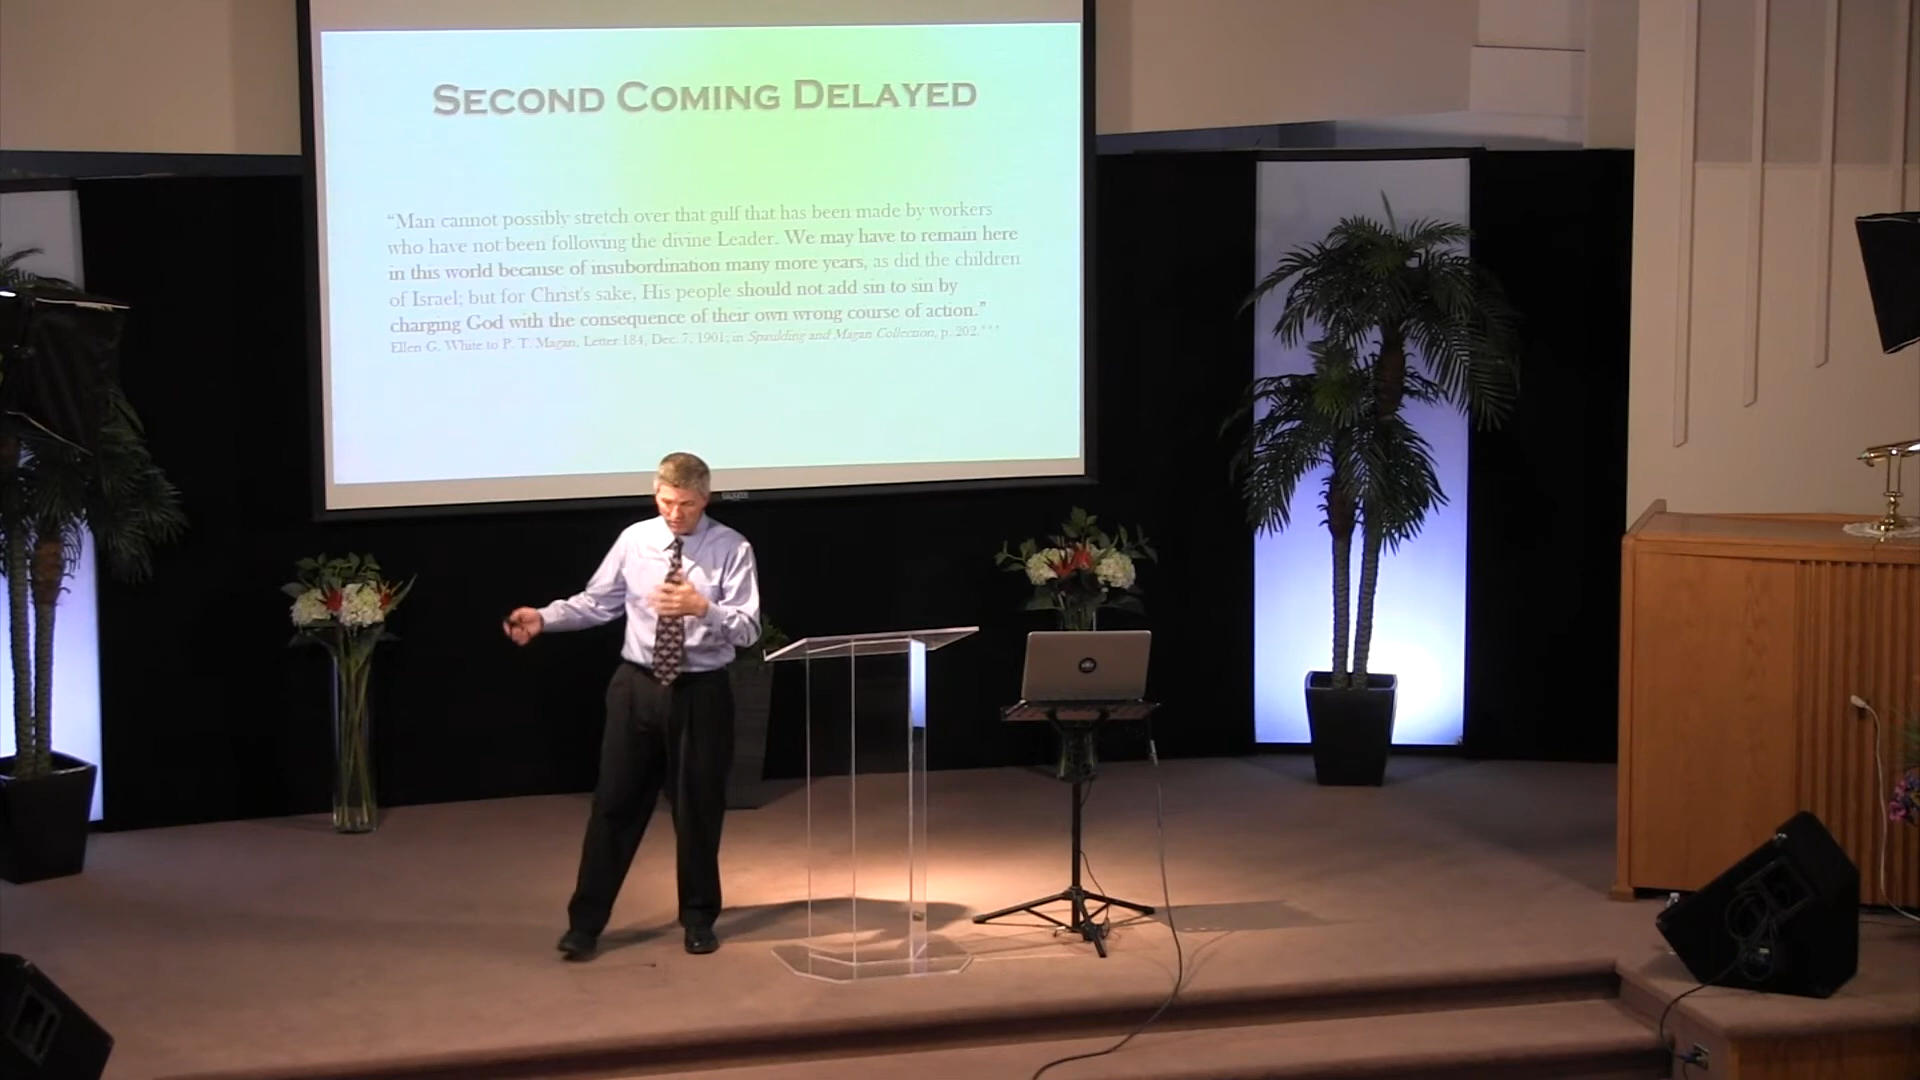 SECOND COMING DELAYED
“Man cannot possibly stretch over that gulf that has been made by workers
who have not been following the divine Leader. We may have to remain here
in this world because of insubordination many more years, as did the children
of Israel; but for Christ's sake, His people should not add sin to sin by
charging God with the consequence of their own wrong course of action.”
Ellen G. White to P. T. Magan, Letter 184, Dec. 7, 1901; in Spaulding and Magan Collection, p. 202.***